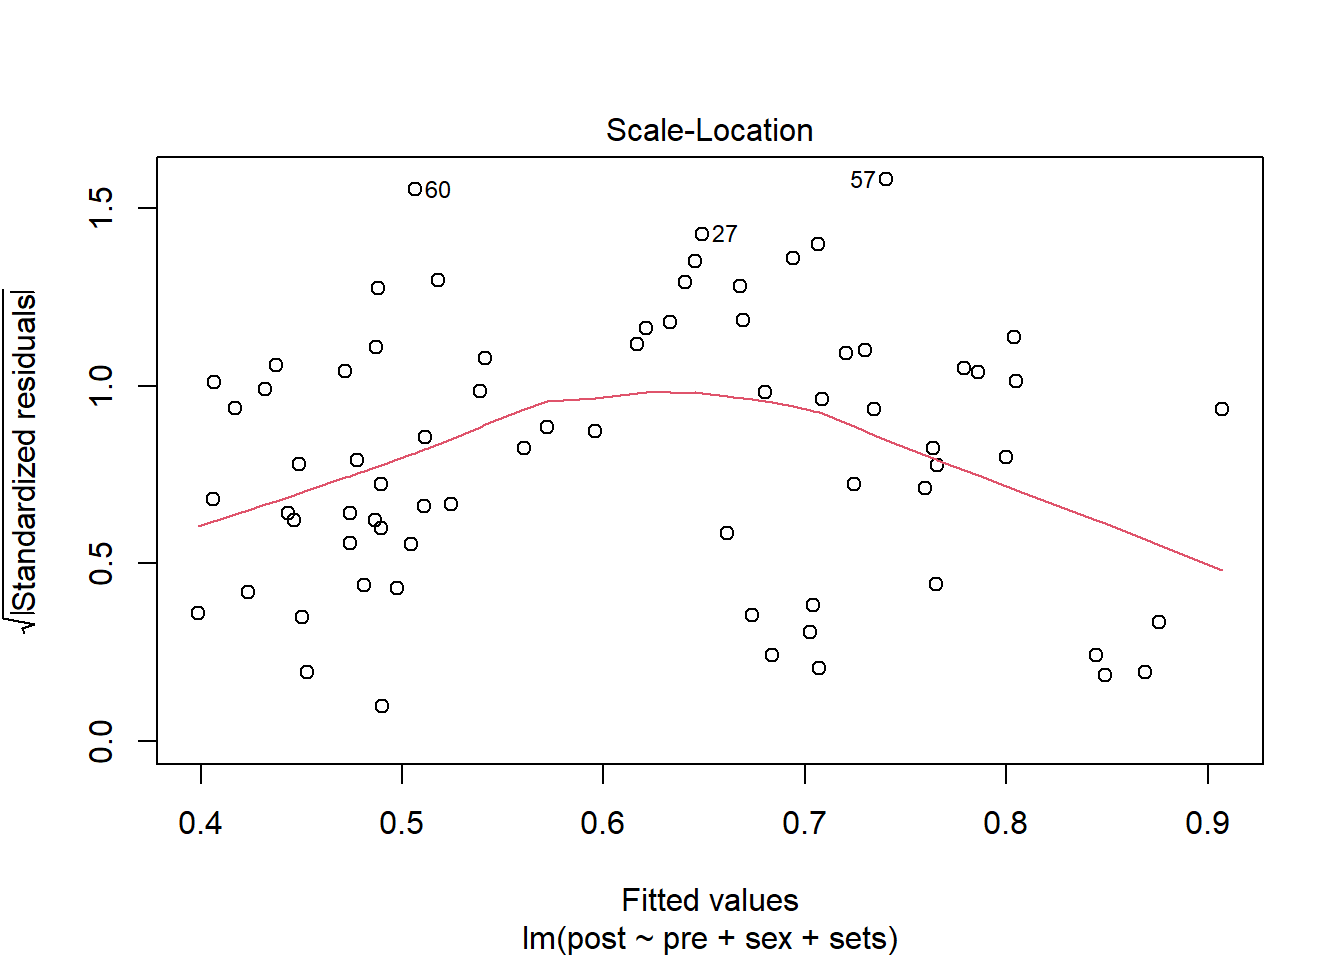 Scale-Location
60
57
27
√|Standardized residuals|
0.0
0.5
1.0
1.5
0.4 0.5 0.6 0.7 0.8 0.9
Fitted values
lm(post ~ pre + sex + sets)